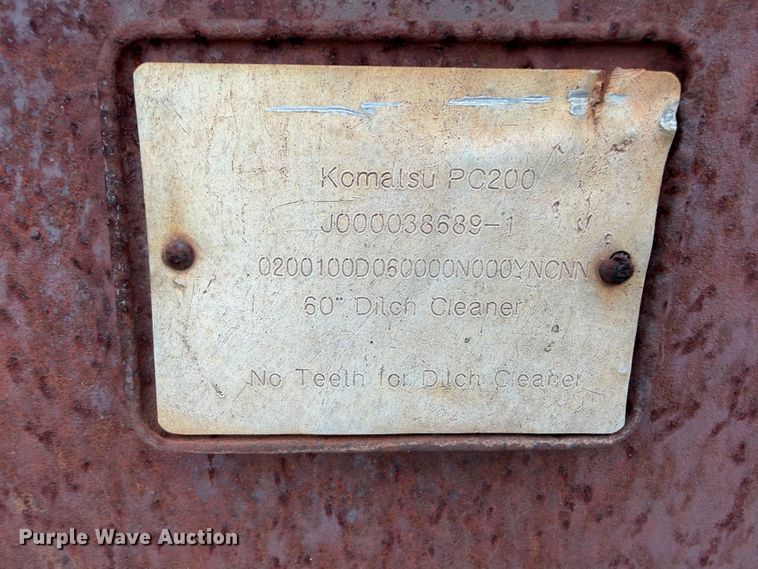 Komatsu PC200
J000038689-1
0200100D060000N000YNCNN
60" Ditch Cleaner
No Teeth for Ditch Cleaner
Purple Wave Auction